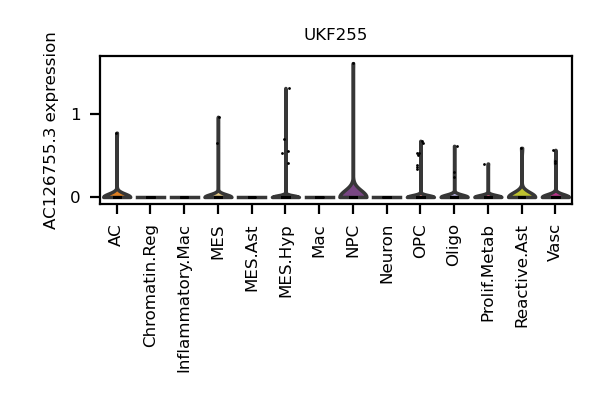 UKF255
AC126755.3 expression
1
0
AC
Chromatin.Reg
Inflammatory.Mac
MES
MES.Ast
MES.Hyp
Mac
NPC
Neuron
OPC
Oligo
Prolif.Metab
Reactive.Ast
Vasc